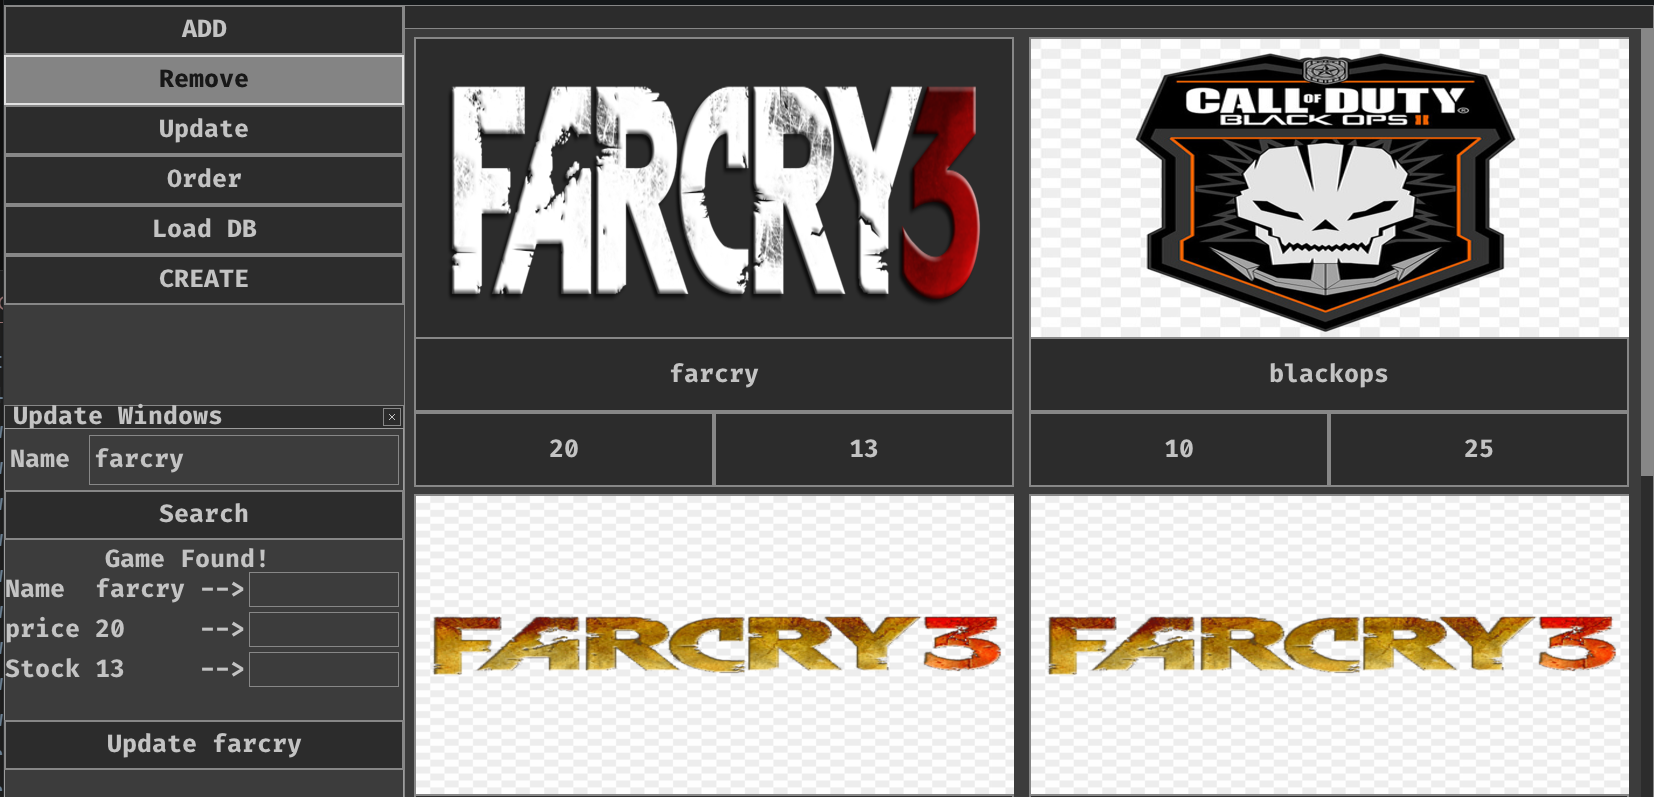 ADD
Remove
Update
Order
Load DB
CREATE
Update Windows
Name farcry
Search
Game Found!
Name farcry -->
price 20 -->
Stock 13 -->
Update farcry
FARCRY3
farcry
20 13
CALL OF DUTY®
BLACK OPS II
blackops
10 25
FARCRY3
FARCRY3